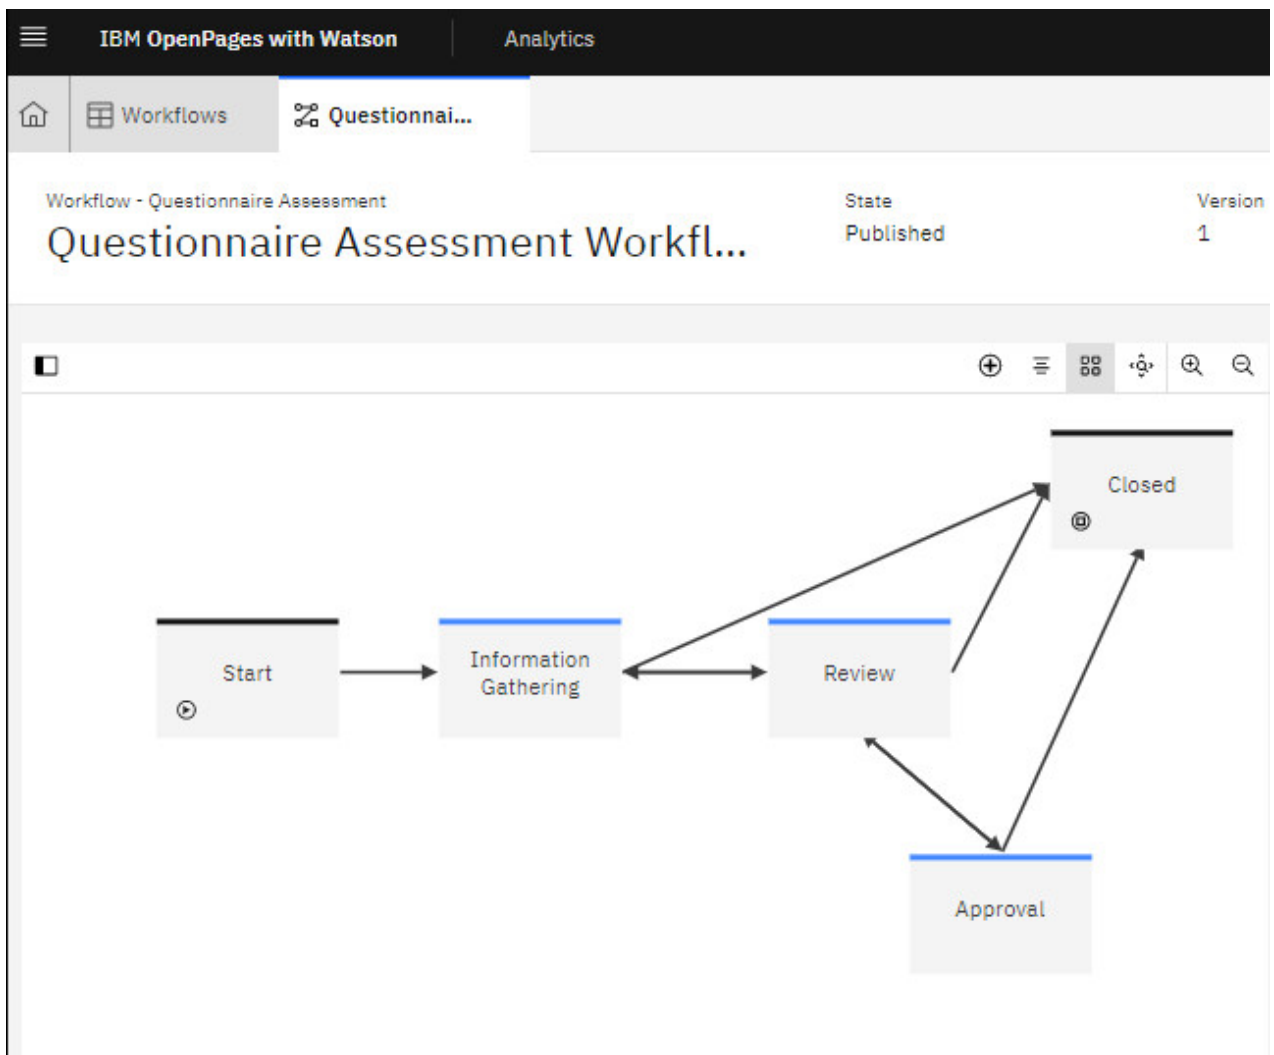 IBM OpenPages with Watson
Analytics
Workflows
Questionnai...
Workflow - Questionnaire Assessment
Questionnaire Assessment Workfl...
State
Published
Version
1
Closed
Start
Information
Gathering
Review
Approval